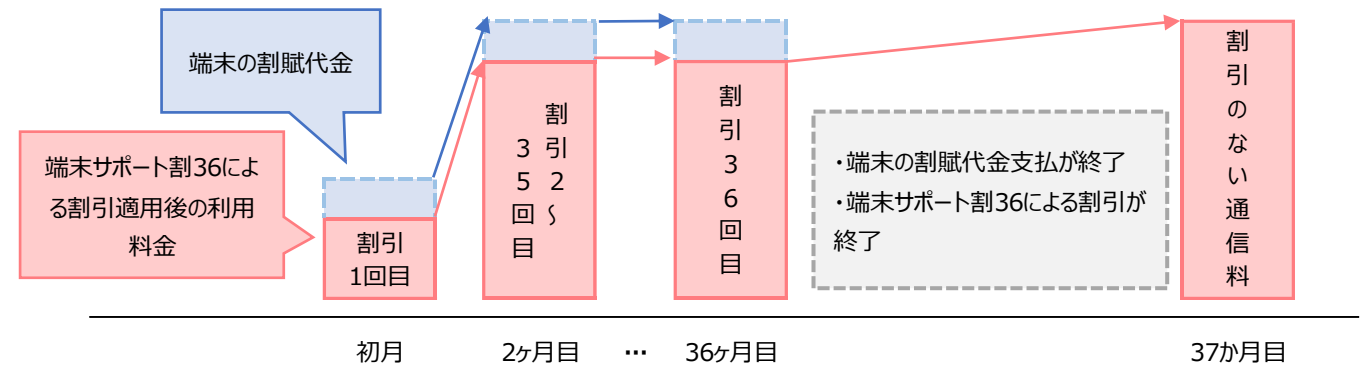 端末の割賦代金
端末サポート割36によ
る割引適用後の利用
料金
割引
1回目
割引2～
35回目
割引36回目
・端末の割賦代金支払が終了
・端末サポート割36による割引が
終了
割引のない通信料
初月
2ヶ月目
…
36ヶ月目
37か月目